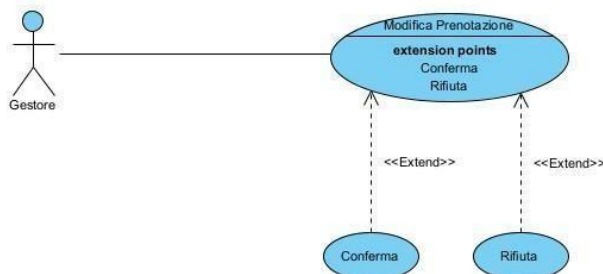 Modifica Prenotazione
extension points
Conferma
Rifiuta
Gestore
<<Extend>>
<<Extend>>
Conferma
Rifiuta